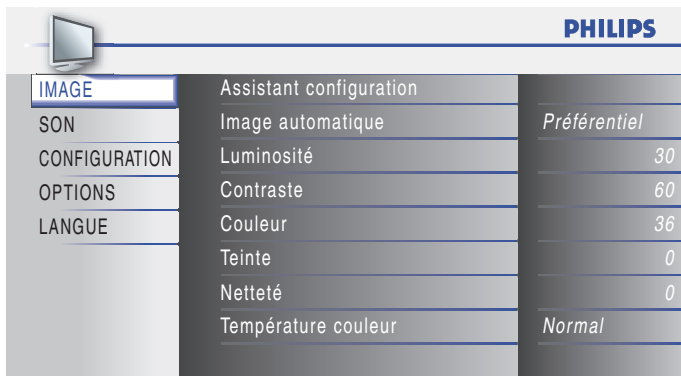 PHILIPS
IMAGE
SON
CONFIGURATION
OPTIONS
LANGUE
Assistant configuration
Image automatique Préférentiel
Luminosité 30
Contraste 60
Couleur 36
Teinte 0
Netteté 0
Température couleur Normal